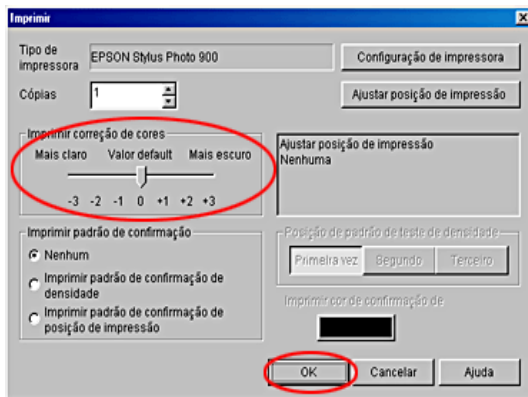 Imprimir
Tipo de impressora
EPSON Stylus Photo 900
Configuração de impressora
Cópias
1
Ajustar posição de impressão
Imprimir correção de cores
Mais claro Valor default Mais escuro
-3 -2 -1 0 +1 +2 +3
Ajustar posição de impressão
Nenhuma
Imprimir padrão de confirmação
Nenhum
Imprimir padrão de confirmação de
densidade
Imprimir padrão de confirmação de
posição de impressão
Posição de padrão de teste de densidade
Primeira vez Segundo Terceiro
Imprimir cor de confirmação de
OK Cancelar Ajuda